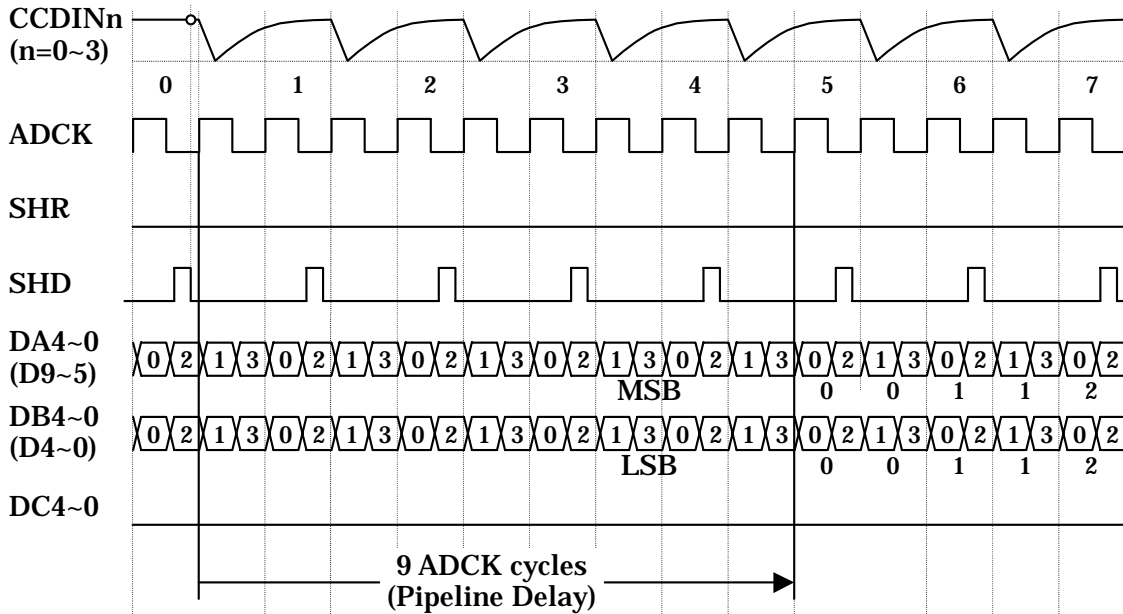 CCDINn
(n=0~3)
0 1 2 3 4 5 6 7
ADCK
SHR
SHD
DA4~0
(D9~5)
0 2 1 3 0 2 1 3 0 2 1 3 0 2 1 3 0 2 1 3 0 2 1 3 0 2 1 3 0 2
MSB 0 0 1 1 2
DB4~0
(D4~0)
0 2 1 3 0 2 1 3 0 2 1 3 0 2 1 3 0 2 1 3 0 2 1 3 0 2 1 3 0 2
LSB 0 0 1 1 2
DC4~0
9 ADCK cycles
(Pipeline Delay)